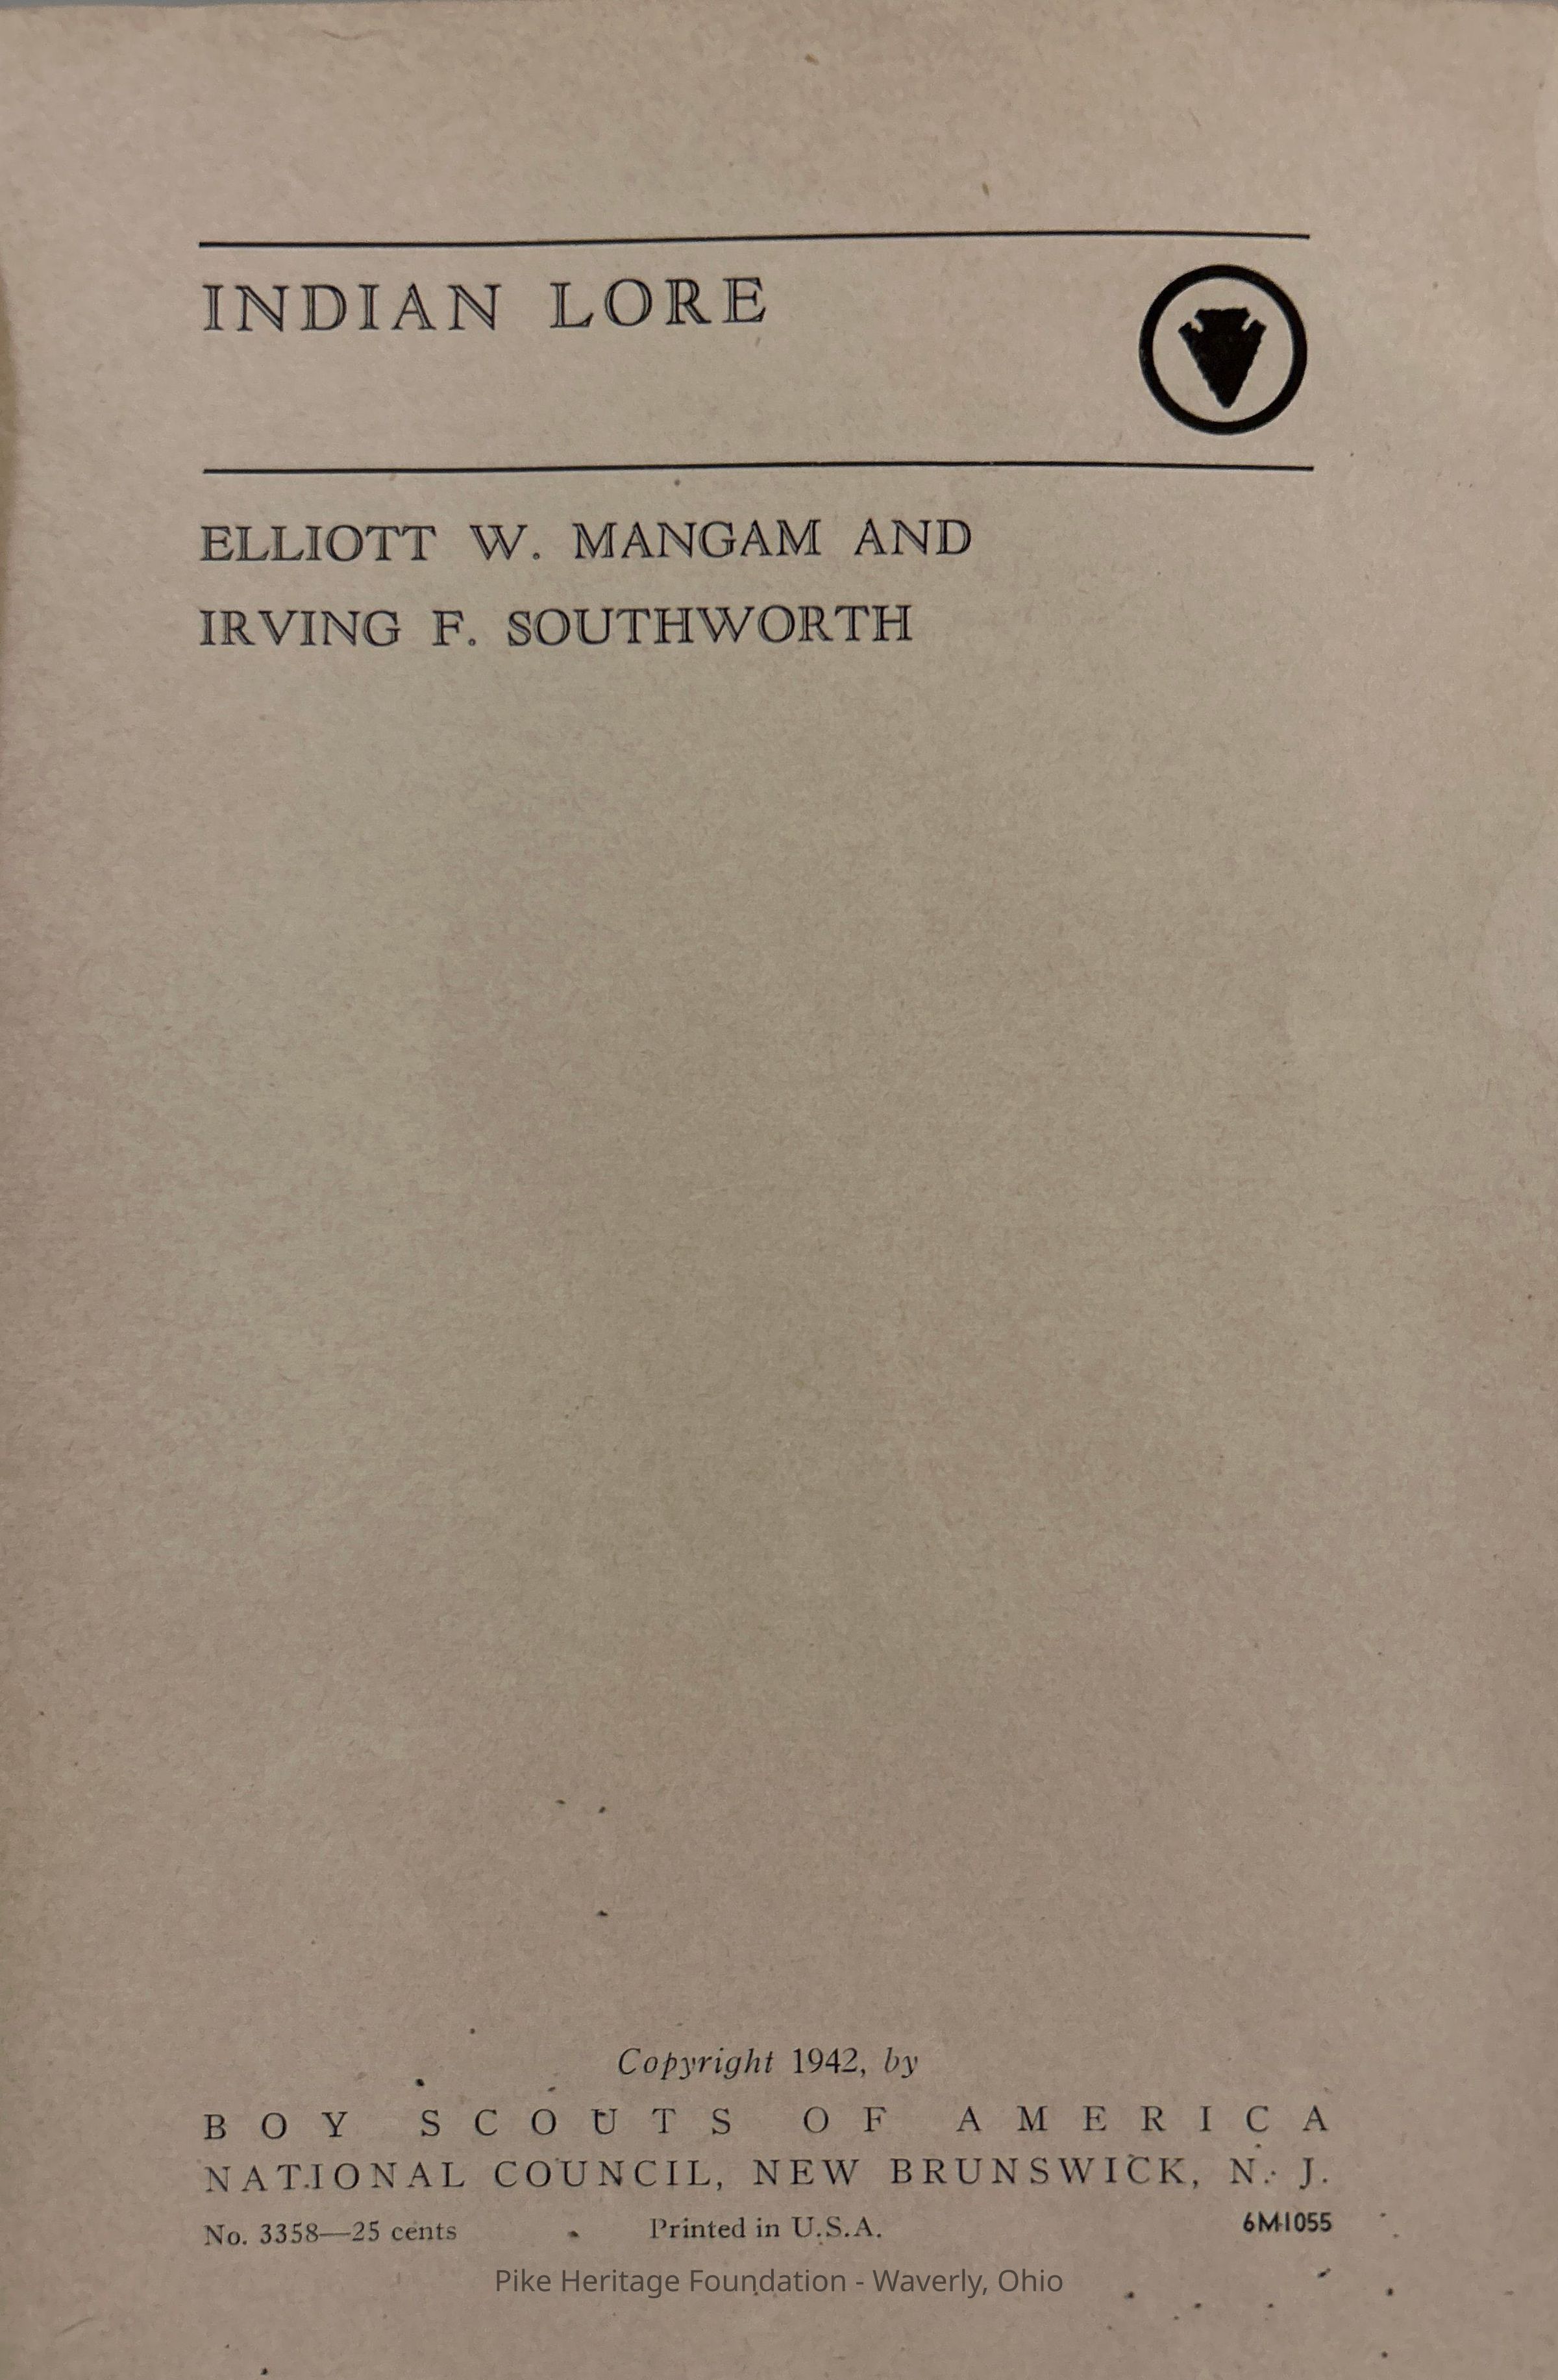 INDIAN LORE
ELLIOTT W. MANGAM AND
IRVING F. SOUTHWORTH
Copyright 1942, by
BOY SCOUTS OF AMERICA
NATIONAL COUNCIL, NEW BRUNSWICK, N. J.
No. 3358—25 cents Printed in U.S.A. 6M1055
Pike Heritage Foundation - Waverly, Ohio